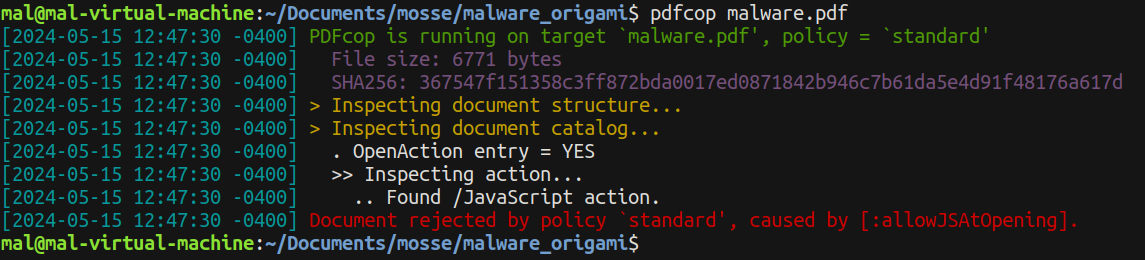 mal@mal-virtual-machine:~/Documents/mosse/malware_origami$ pdfcop malware.pdf
[2024-05-15 12:47:30 -0400] PDFcop is running on target `malware.pdf', policy = `standard'
[2024-05-15 12:47:30 -0400]   File size: 6771 bytes
[2024-05-15 12:47:30 -0400]   SHA256: 367547f151358c3ff872bda0017ed0871842b946c7b61da5e4d91f48176a617d
[2024-05-15 12:47:30 -0400] > Inspecting document structure...
[2024-05-15 12:47:30 -0400] > Inspecting document catalog...
[2024-05-15 12:47:30 -0400]   . OpenAction entry = YES
[2024-05-15 12:47:30 -0400]   >> Inspecting action...
[2024-05-15 12:47:30 -0400]     .. Found /JavaScript action.
[2024-05-15 12:47:30 -0400] Document rejected by policy `standard', caused by [:allowJSAtOpening].
mal@mal-virtual-machine:~/Documents/mosse/malware_origami$